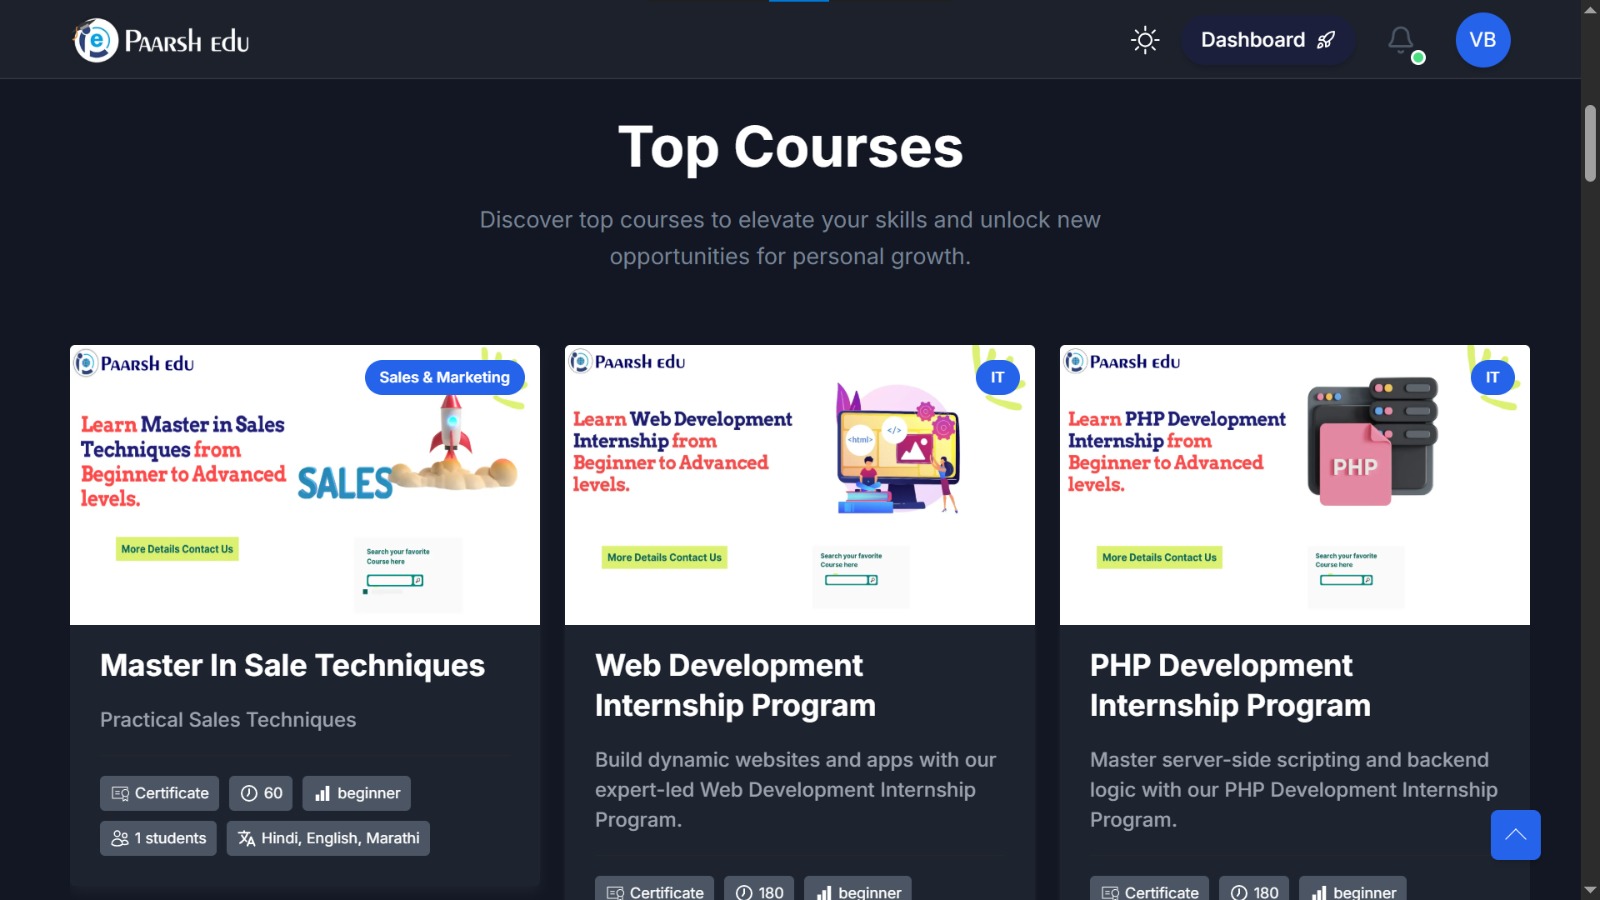 PAARSH EDU
Dashboard
VB
Top Courses
Discover top courses to elevate your skills and unlock new
opportunities for personal growth.
PAARSH EDU
Sales & Marketing
Learn Master in Sales
Techniques from
Beginner to Advanced
levels.
SALES
More Details Contact Us
Search your favorite
Course here
Master In Sale Techniques
Practical Sales Techniques
Certificate
60
beginner
1 students
Hindi, English, Marathi
PAARSH EDU
IT
Learn Web Development
Internship from
Beginner to Advanced
levels.
<html>
</>
More Details Contact Us
Search your favorite
Course here
Web Development
Internship Program
Build dynamic websites and apps with our
expert-led Web Development Internship
Program.
Certificate
180
beginner
PAARSH EDU
IT
Learn PHP Development
Internship from
Beginner to Advanced
levels.
PHP
More Details Contact Us
Search your favorite
Course here
PHP Development
Internship Program
Master server-side scripting and backend
logic with our PHP Development Internship
Program.
Certificate
180
beginner